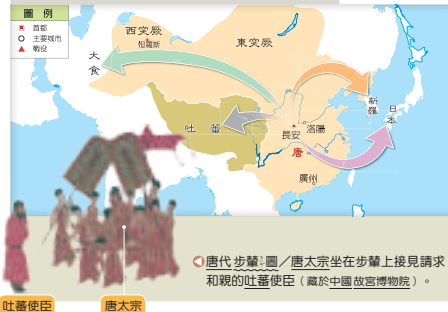 圖例
首都
主要城市
戰役
西突厥
怛羅斯
東突厥
大食
吐蕃
長安
洛陽
唐
廣州
新羅
日本
唐代步輦圖／唐太宗坐在步輦上接見請求
和親的吐蕃使臣（藏於中國故宮博物院）。
吐蕃使臣
唐太宗